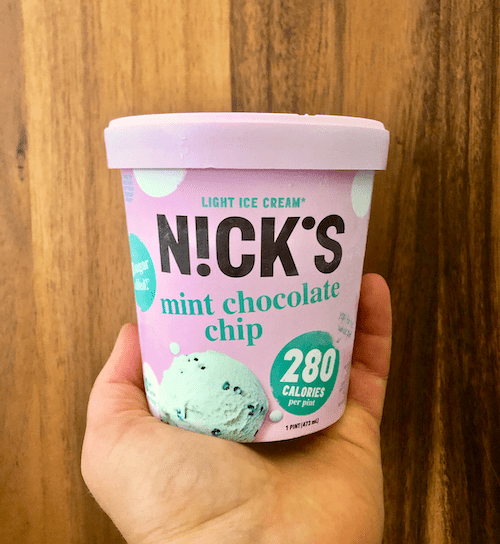 LIGHT ICE CREAM*
N!CK'S
mint chocolate
chip
280
CALORIES
per pint
1 PINT (473 ml)